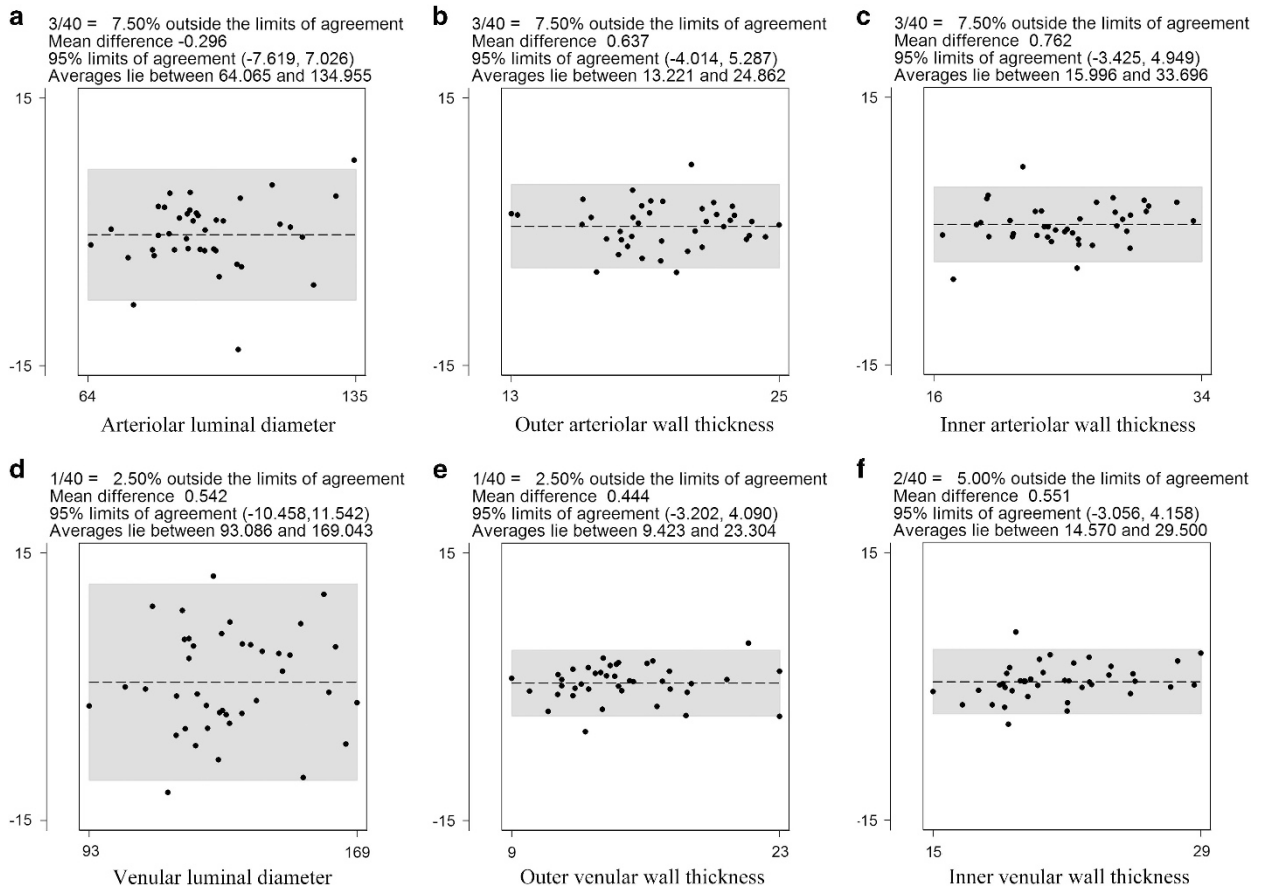 a
3/40 = 7.50% outside the limits of agreement
Mean difference -0.296
95% limits of agreement (-7.619, 7.026)
Averages lie between 64.065 and 134.955
15
-15
64 135
Arteriolar luminal diameter
b
3/40 = 7.50% outside the limits of agreement
Mean difference 0.637
95% limits of agreement (-4.014, 5.287)
Averages lie between 13.221 and 24.862
15
-15
13 25
Outer arteriolar wall thickness
c
3/40 = 7.50% outside the limits of agreement
Mean difference 0.762
95% limits of agreement (-3.425, 4.949)
Averages lie between 15.996 and 33.696
15
-15
16 34
Inner arteriolar wall thickness
d
1/40 = 2.50% outside the limits of agreement
Mean difference 0.542
95% limits of agreement (-10.458,11.542)
Averages lie between 93.086 and 169.043
15
-15
93 169
Venular luminal diameter
e
1/40 = 2.50% outside the limits of agreement
Mean difference 0.444
95% limits of agreement (-3.202, 4.090)
Averages lie between 9.423 and 23.304
15
-15
9 23
Outer venular wall thickness
f
2/40 = 5.00% outside the limits of agreement
Mean difference 0.551
95% limits of agreement (-3.056, 4.158)
Averages lie between 14.570 and 29.500
15
-15
15 29
Inner venular wall thickness